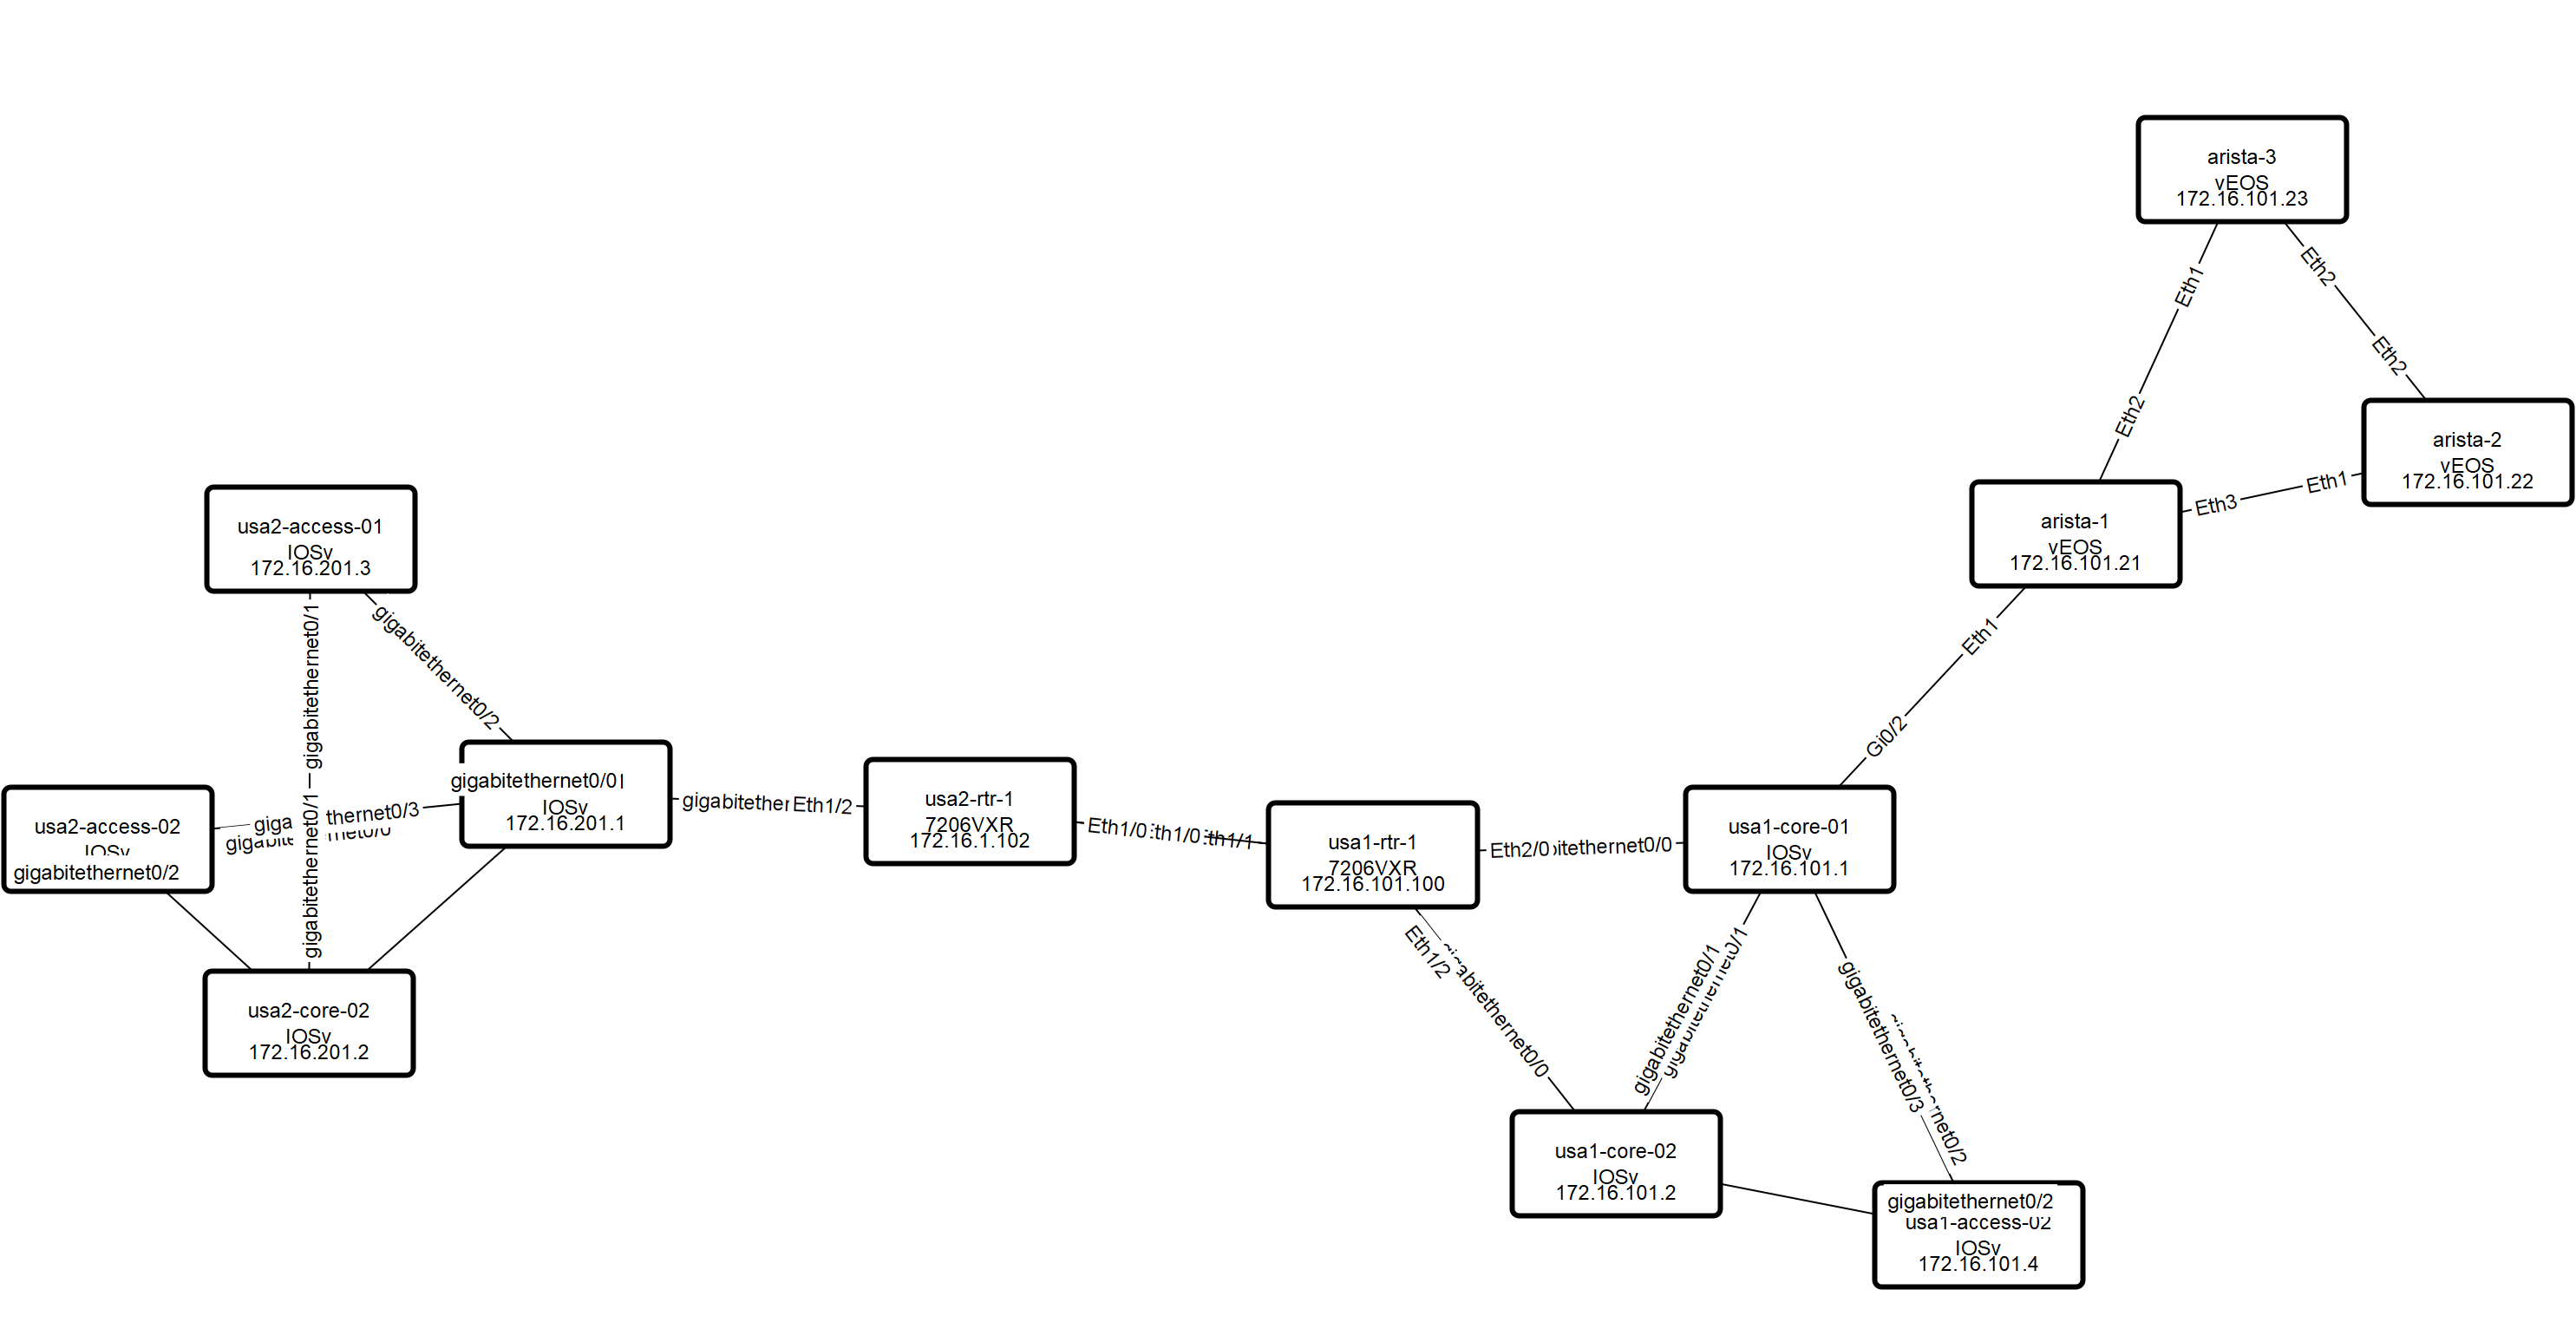 arista-3
vEOS
172.16.101.23
Eth1
Eth2
Eth2
Eth2
arista-2
vEOS
172.16.101.22
Eth3
Eth1
arista-1
vEOS
172.16.101.21
Eth1
Gi0/2
usa2-access-01
IOSv
172.16.201.3
gigabitethernet0/1
gigabitethernet0/2
gigabitethernet0/1
gigabitethernet0/0
IOSv
172.16.201.1
usa2-access-02
IOSv
gigabitethernet0/2
giga
thernet0/3
gigabitether
Eth1/2
usa2-rtr-1
7206VXR
172.16.1.102
Eth1/0
th1/0
th1/1
usa1-rtr-1
7206VXR
172.16.101.100
Eth2/0
itethernet0/0
usa1-core-01
IOSv
172.16.101.1
usa2-core-02
IOSv
172.16.201.2
Eth1/2
gigabitethernet0/0
gigabitethernet0/1
gigabitethernet0/1
gigabitethernet0/3
gigabitethernet0/2
usa1-core-02
IOSv
172.16.101.2
gigabitethernet0/2
usa1-access-02
IOSv
172.16.101.4